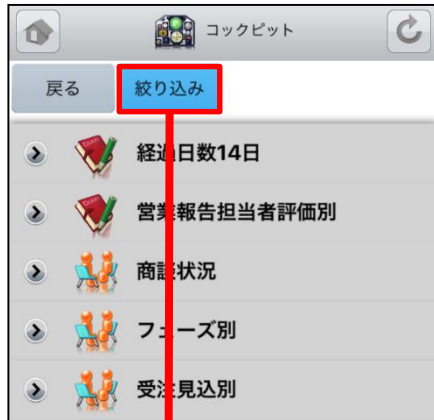 コックピット
戻る
絞り込み
経過日数14日
営業報告担当者評価別
商談状況
フェーズ別
受注見込別